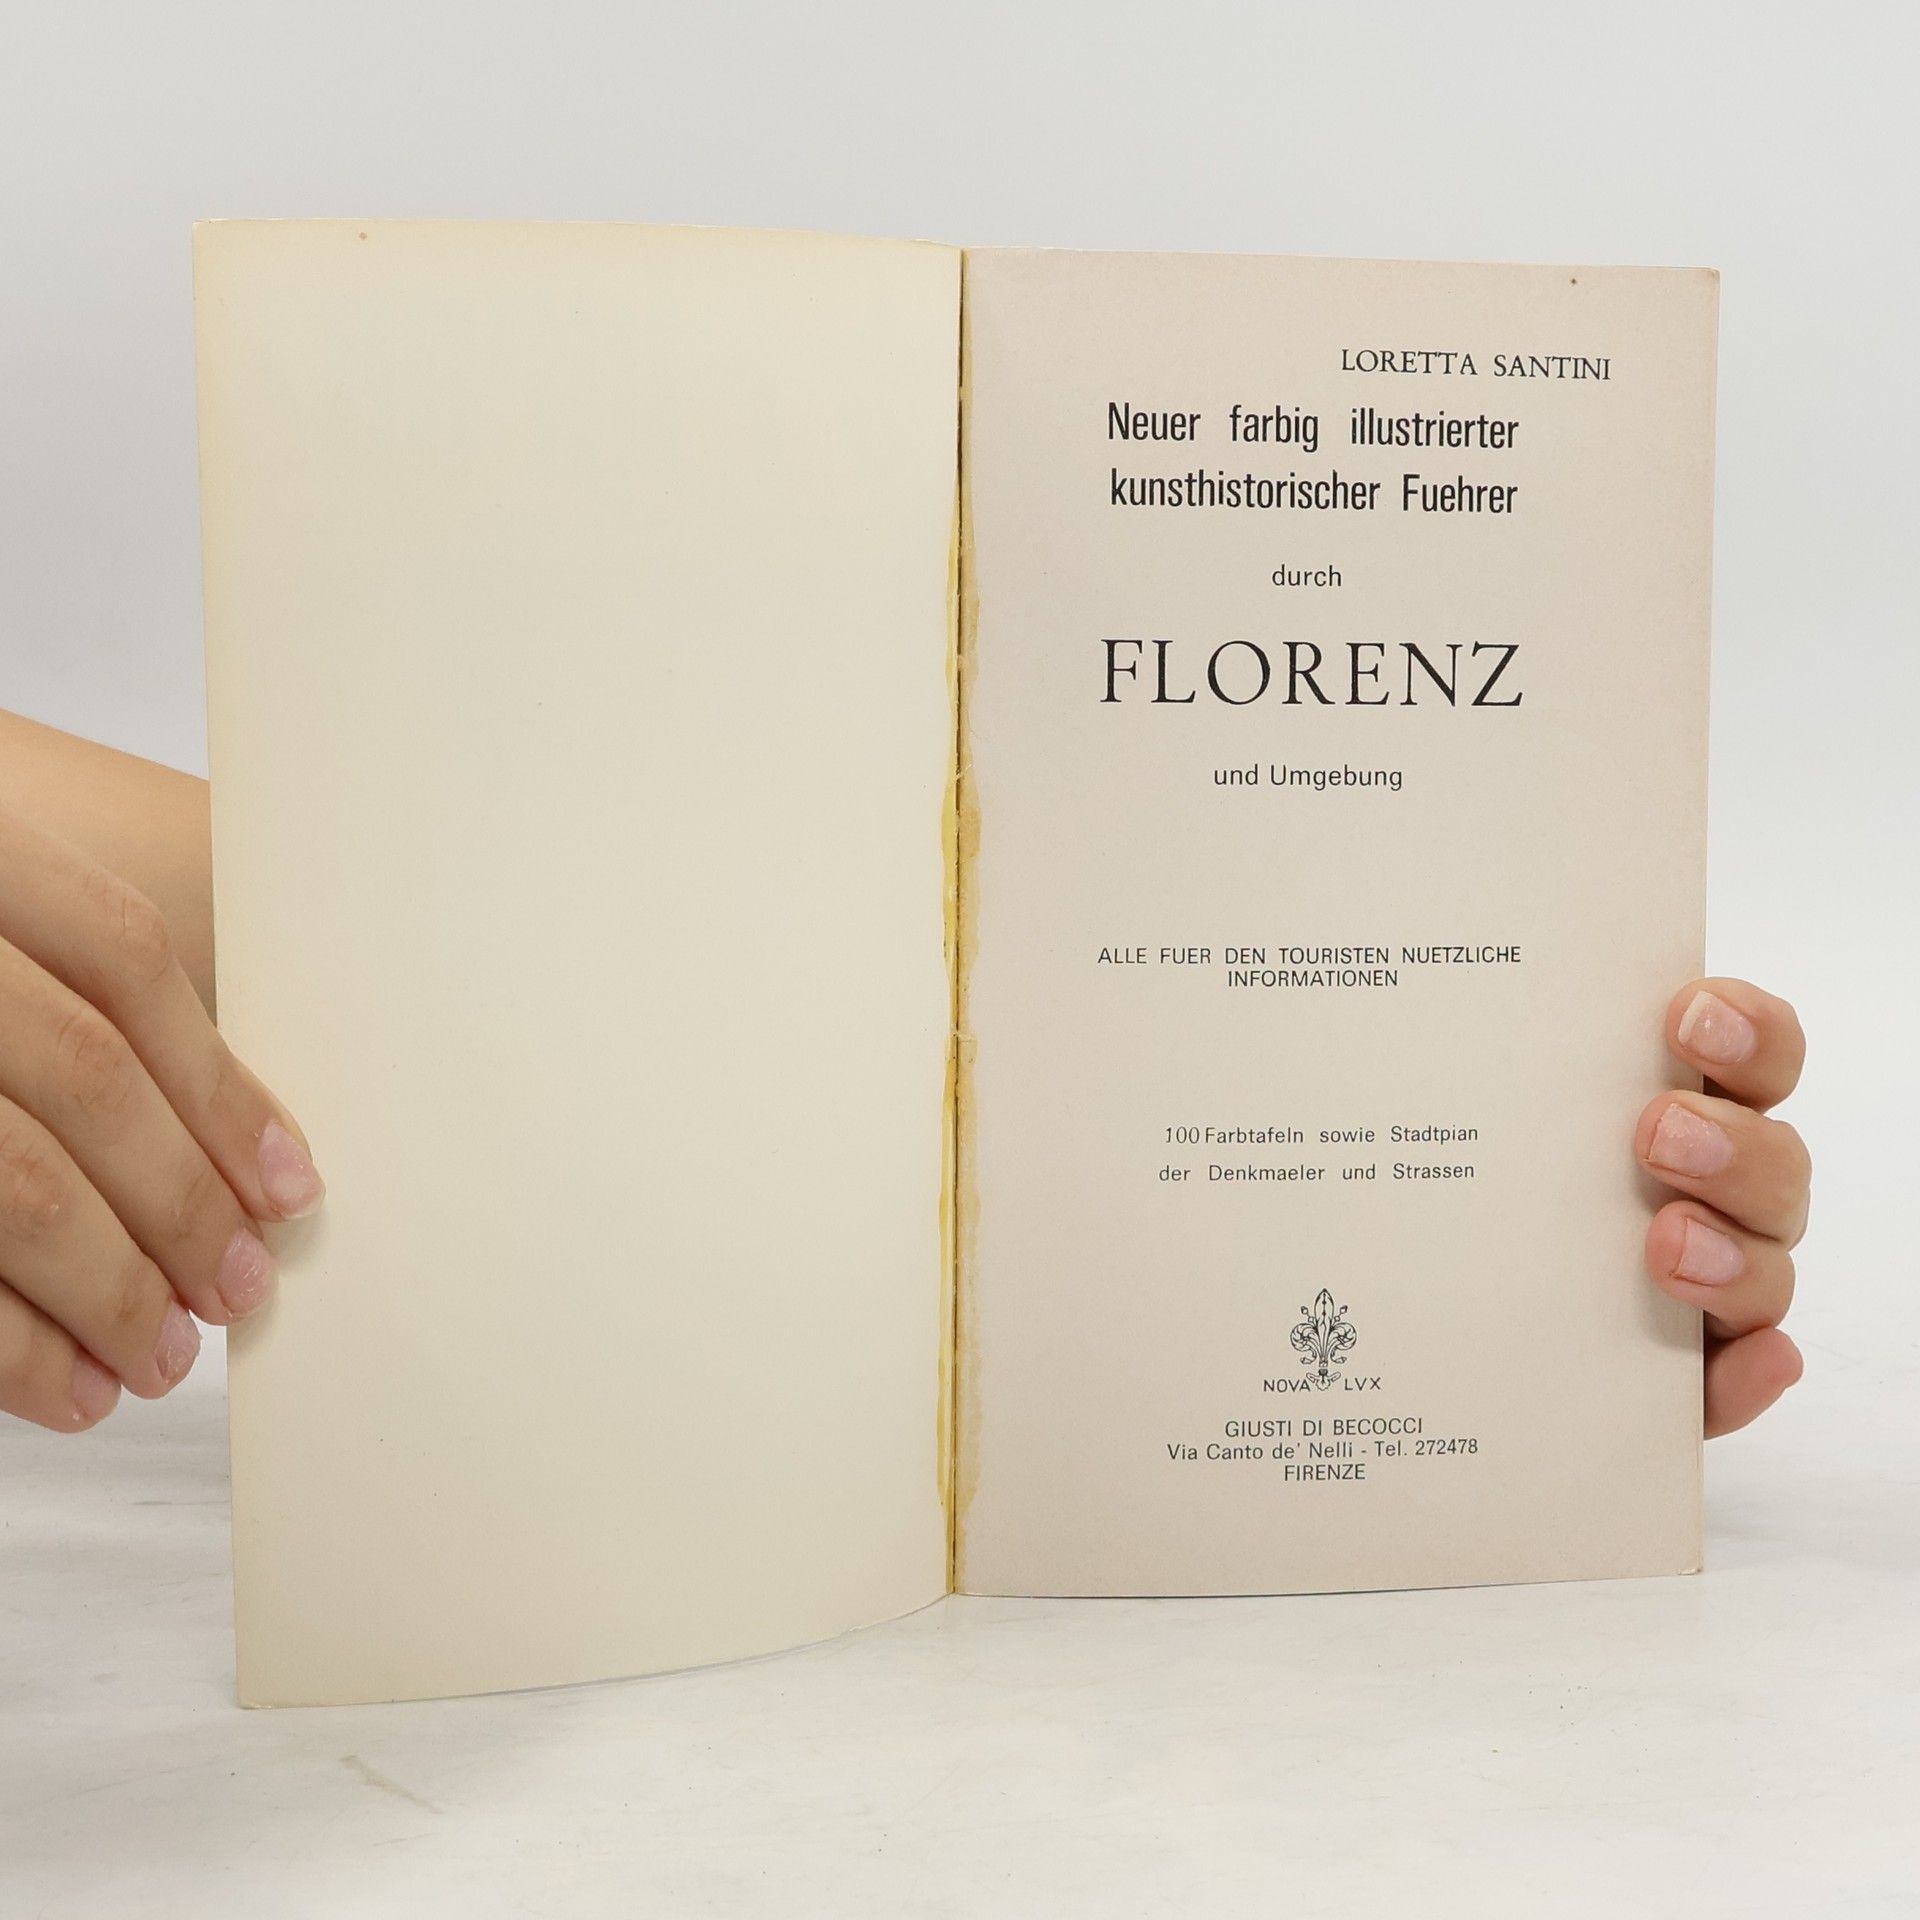 LORETTA SANTINI
Neuer farbig illustrierter
kunsthistorischer Fuehrer
durch
FLORENZ
und Umgebung
ALLE FUER DEN TOURISTEN NUETZLICHE
INFORMATIONEN
100 Farbtafeln sowie Stadtpian
der Denkmaeler und Strassen
NOVA LVX
GIUSTI DI BECOCCI
Via Canto de' Nelli - Tel. 272478
FIRENZE